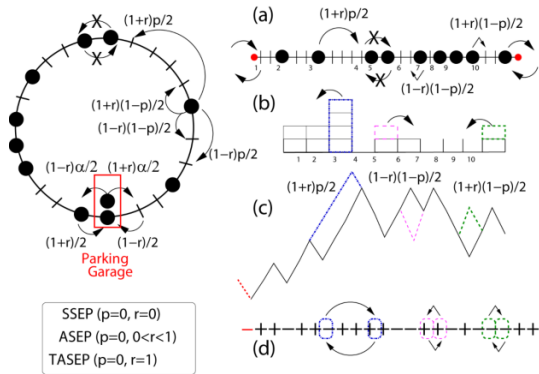 (1+r)p/2
(1+r)(1-p)/2
(1-r)(1-p)/2
(1-r)p/2
(1-r)α/2
(1+r)α/2
(1+r)/2
(1-r)/2
Parking
Garage
SSEP (p=0, r=0)
ASEP (p=0, 0<r<1)
TASEP (p=0, r=1)
(a)
(1+r)p/2
(1+r)(1-p)/2
1 2 3 4 5 6 7 8 9 10
(1-r)(1-p)/2
(b)
1 2 3 4 5 6 7 8 9 10
(1+r)p/2
(1-r)(1-p)/2
(1+r)(1-p)/2
(c)
(d)